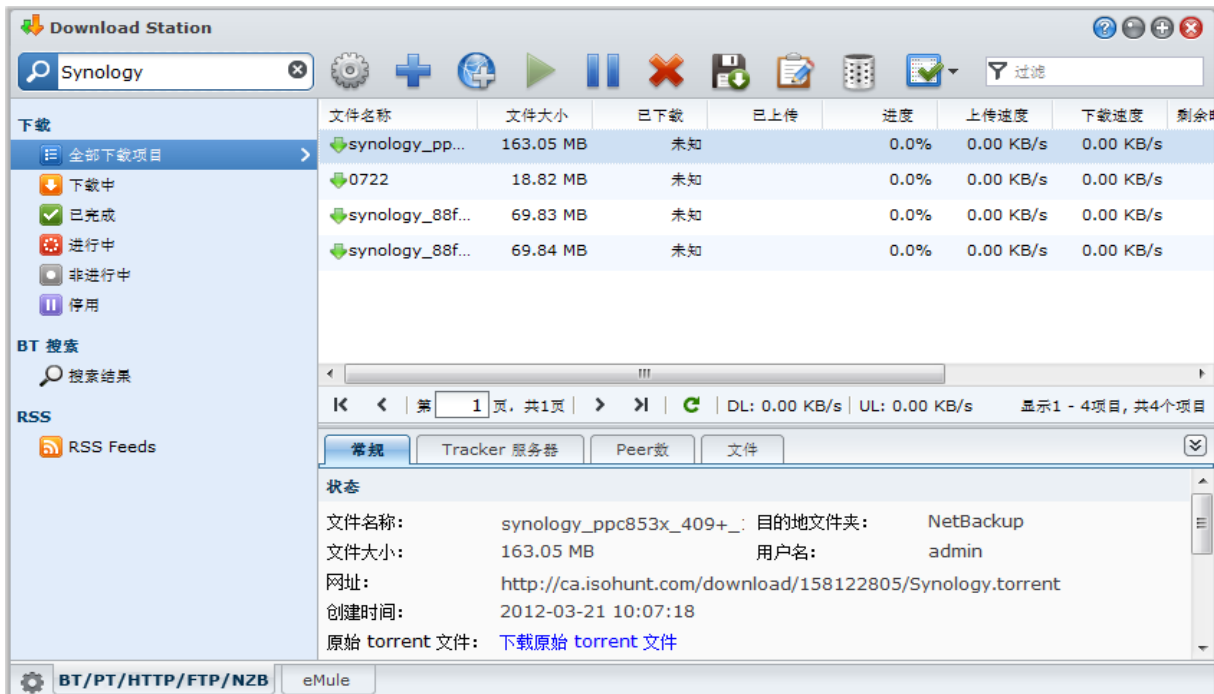 Download Station
Synology
过滤
下载
全部下载项目
下载中
已完成
进行中
非进行中
停用
BT 搜索
搜索结果
RSS
RSS Feeds
文件名称 文件大小 已下载 已上传 进度 上传速度 下载速度 剩余
synology_pp... 163.05 MB 未知 0.0% 0.00 KB/s 0.00 KB/s
0722 18.82 MB 未知 0.0% 0.00 KB/s 0.00 KB/s
synology_88f... 69.83 MB 未知 0.0% 0.00 KB/s 0.00 KB/s
synology_88f... 69.84 MB 未知 0.0% 0.00 KB/s 0.00 KB/s
第 1 页，共1页 DL: 0.00 KB/s UL: 0.00 KB/s 显示1 - 4项目, 共4个项目
常规 Tracker 服务器 Peer数 文件
状态
文件名称: synology_ppc853x_409+_ 目的地文件夹: NetBackup
文件大小: 163.05 MB 用户名: admin
网址: http://ca.isohunt.com/download/158122805/Synology.torrent
创建时间: 2012-03-21 10:07:18
原始 torrent 文件: 下载原始 torrent 文件
BT/PT/HTTP/FTP/NZB eMule